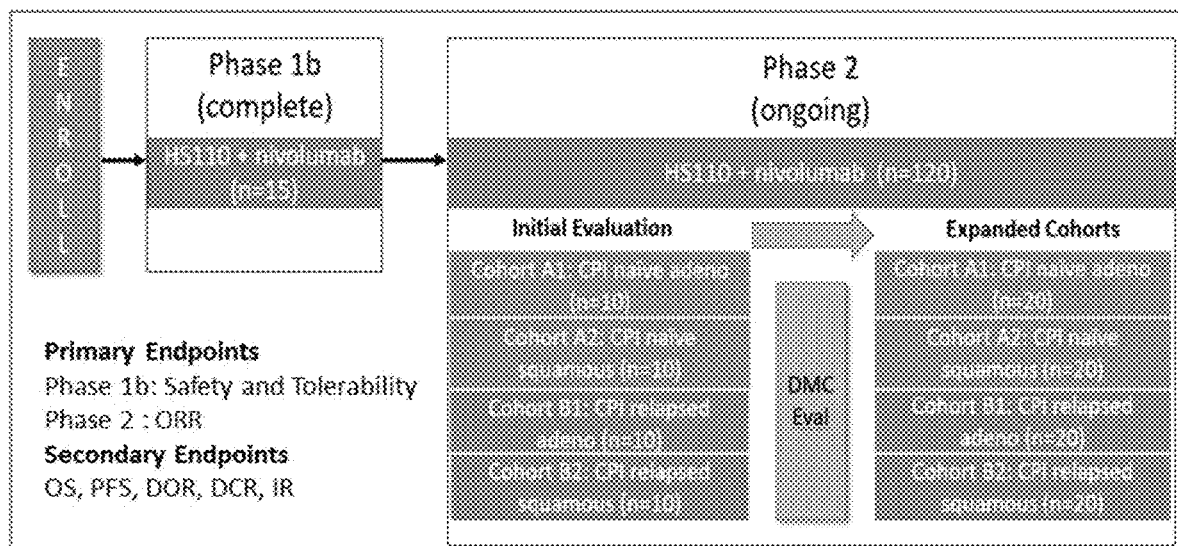 ENROLL
Phase 1b
(complete)
HS110 + nivolumab
(n=15)
Phase 2
(ongoing)
HS110 + nivolumab (n=120)
Initial Evaluation
Expanded Cohorts
Cohort A1. CPI naive adeno
(n=10)
Cohort A2. CPI naive
squamous (n=10)
Cohort B1. CPI relapsed
adeno (n=10)
Cohort B2. CPI relapsed
squamous (n=10)
DMC
Eval
Cohort A1. CPI naive adeno
(n=20)
Cohort A2. CPI naive
squamous (n=20)
Cohort B1. CPI relapsed
adeno (n=20)
Cohort B2. CPI relapsed
squamous (n=20)
Primary Endpoints
Phase 1b: Safety and Tolerability
Phase 2 : ORR
Secondary Endpoints
OS, PFS, DOR, DCR, IR